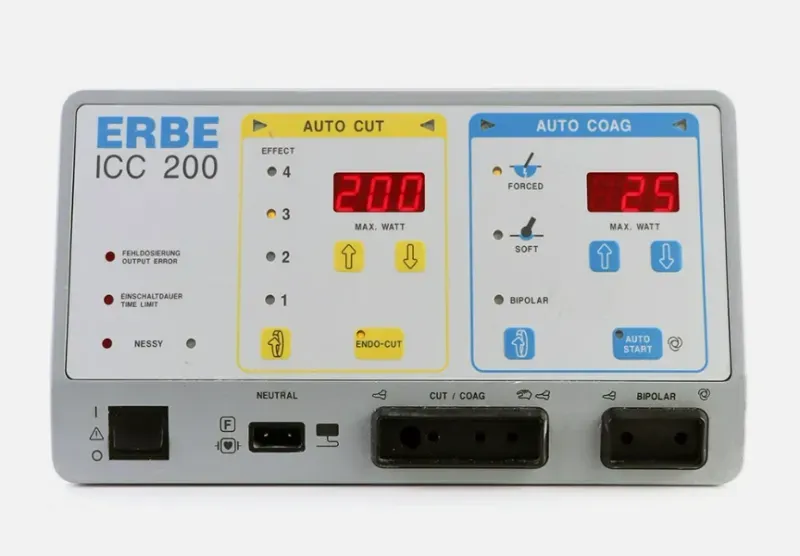 ERBE
ICC 200
FEHLDOSIERUNG
OUTPUT ERROR
EINSCHALTDAUER
TIME LIMIT
NESSY
AUTO CUT
EFFECT
4
3
2
1
200
MAX. WATT
ENDO-CUT
AUTO COAG
FORCED
SOFT
BIPOLAR
25
MAX. WATT
AUTO
START
NEUTRAL
CUT / COAG
BIPOLAR
I
O
F